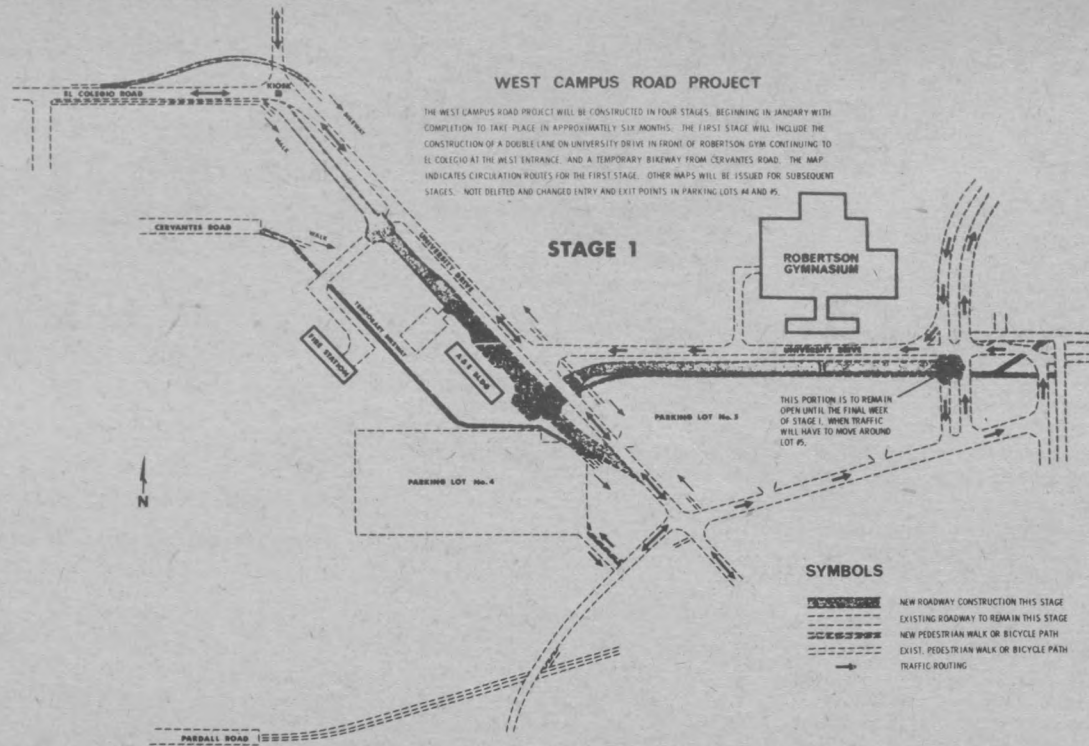 WEST CAMPUS ROAD PROJECT
THE WEST CAMPUS ROAD PROJECT WILL BE CONSTRUCTED IN FOUR STAGES, BEGINNING IN JANUARY WITH
COMPLETION TO TAKE PLACE IN APPROXIMATELY SIX MONTHS. THE FIRST STAGE WILL INCLUDE THE
CONSTRUCTION OF A DOUBLE LANE ON UNIVERSITY DRIVE IN FRONT OF ROBERTSON GYM CONTINUING TO
EL COLEGIO AT THE WEST ENTRANCE, AND A TEMPORARY BIKEWAY FROM CERVANTES ROAD. THE MAP
INDICATES CIRCULATION ROUTES FOR THE FIRST STAGE. OTHER MAPS WILL BE ISSUED FOR SUBSEQUENT
STAGES. NOTE DELETED AND CHANGED ENTRY AND EXIT POINTS IN PARKING LOTS #4 AND #5.
STAGE 1
EL COLEGIO ROAD
KIOSK
BIKEWAY
WALK
CERVANTES ROAD
WALK
UNIVERSITY DRIVE
ROBERTSON
GYMNASIUM
TEMPORARY BIKEWAY
FIRE STATION
A&S BLDG
UNIVERSITY DRIVE
PARKING LOT No. 5
THIS PORTION IS TO REMAIN
OPEN UNTIL THE FINAL WEEK
OF STAGE I, WHEN TRAFFIC
WILL HAVE TO MOVE AROUND
LOT #5.
PARKING LOT No. 4
N
SYMBOLS
NEW ROADWAY CONSTRUCTION THIS STAGE
EXISTING ROADWAY TO REMAIN THIS STAGE
NEW PEDESTRIAN WALK OR BICYCLE PATH
EXIST. PEDESTRIAN WALK OR BICYCLE PATH
TRAFFIC ROUTING
PARDALL ROAD